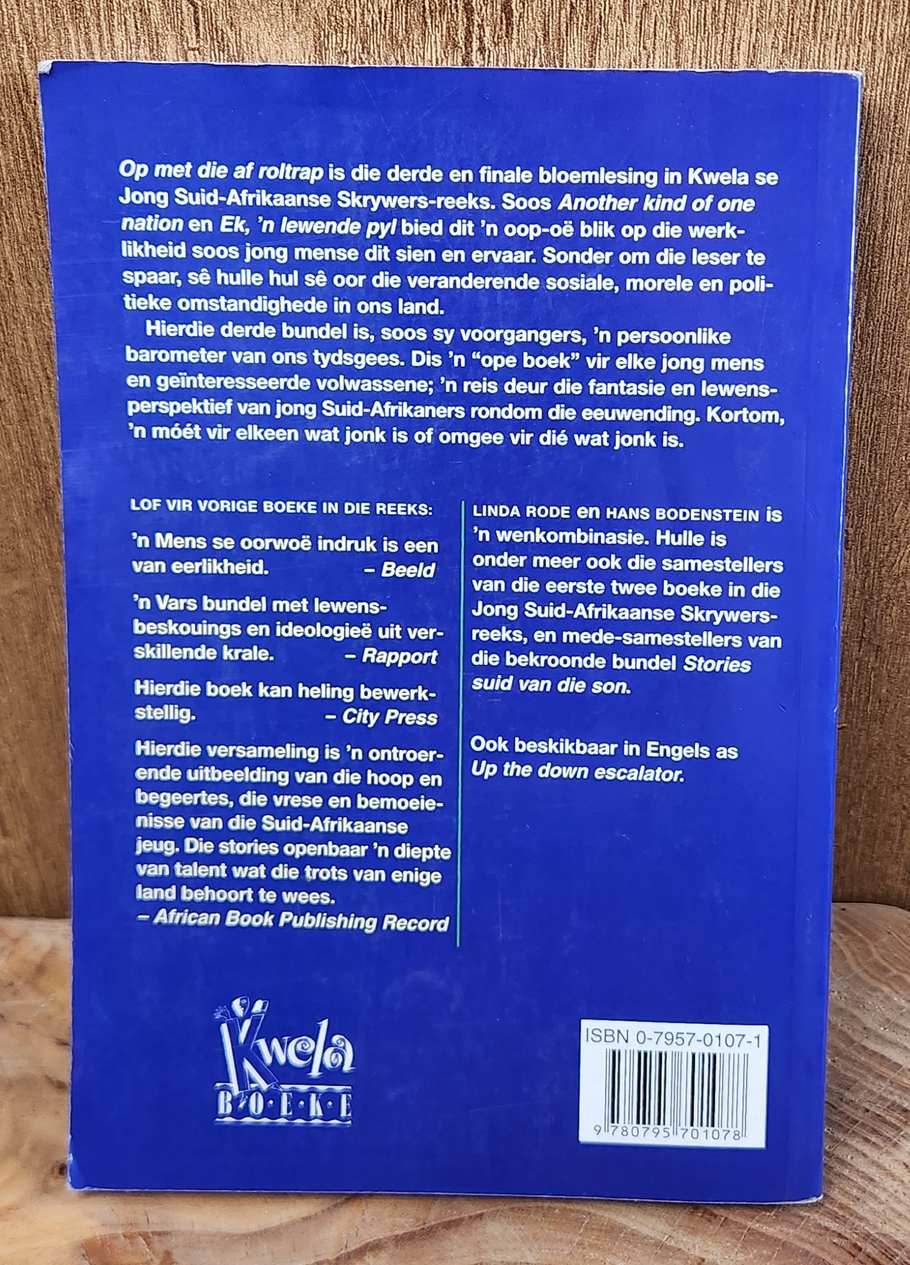 Op met die af roltrap is die derde en finale bloemlesing in Kwela se
Jong Suid-Afrikaanse Skrywers-reeks. Soos Another kind of one
nation en Ek, ’n lewende pyl bied dit ’n oop-oë blik op die werk-
likheid soos jong mense dit sien en ervaar. Sonder om die leser te
spaar, sê hulle hul sê oor die veranderende sosiale, morele en poli-
tieke omstandighede in ons land.
Hierdie derde bundel is, soos sy voorgangers, ’n persoonlike
barometer van ons tydsgees. Dis ’n “ope boek” vir elke jong mens
en geïnteresseerde volwassene; ’n reis deur die fantasie en lewens-
perspektief van jong Suid-Afrikaners rondom die eeuwending. Kortom,
’n móét vir elkeen wat jonk is of omgee vir dié wat jonk is.
LOF VIR VORIGE BOEKE IN DIE REEKS:
’n Mens se oorwoë indruk is een
van eerlikheid. – Beeld
’n Vars bundel met lewens-
beskouings en ideologieë uit ver-
skillende krale. – Rapport
Hierdie boek kan heling bewerk-
stellig. – City Press
Hierdie versameling is ’n ontroer-
ende uitbeelding van die hoop en
begeertes, die vrese en bemoeie-
nisse van die Suid-Afrikaanse
jeug. Die stories openbaar ’n diepte
van talent wat die trots van enige
land behoort te wees.
– African Book Publishing Record
LINDA RODE en HANS BODENSTEIN is
’n wenkombinasie. Hulle is
onder meer ook die samestellers
van die eerste twee boeke in die
Jong Suid-Afrikaanse Skrywers-
reeks, en mede-samestellers van
die bekroonde bundel Stories
suid van die son.
Ook beskikbaar in Engels as
Up the down escalator.
Kwela
B·O·E·K·E
ISBN 0-7957-0107-1
9 780795 701078